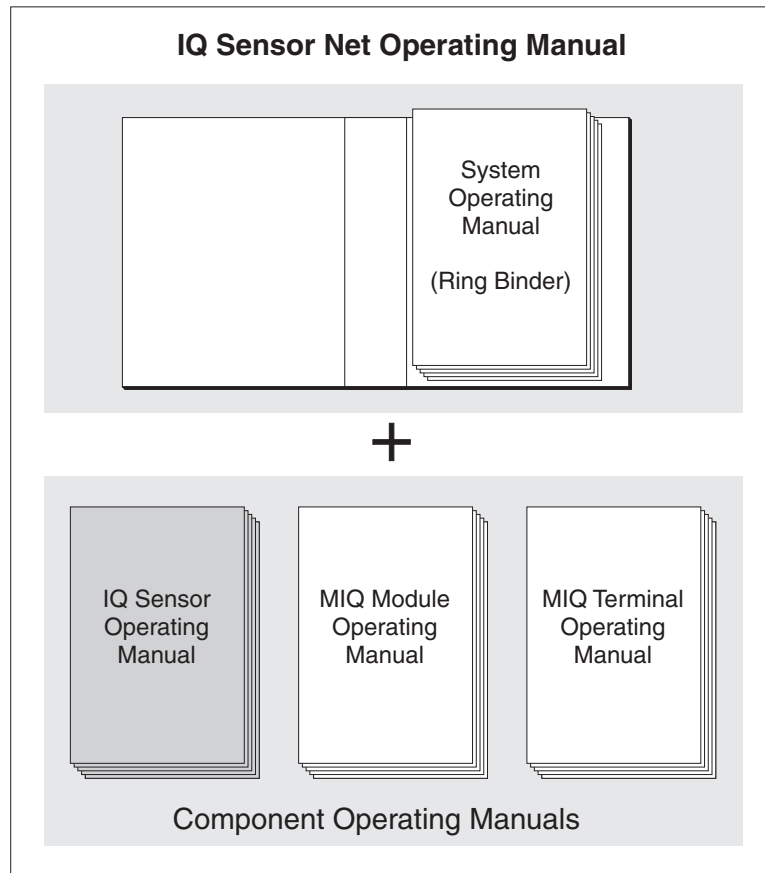 IQ Sensor Net Operating Manual
System
Operating
Manual
(Ring Binder)
+
IQ Sensor
Operating
Manual
MIQ Module
Operating
Manual
MIQ Terminal
Operating
Manual
Component Operating Manuals